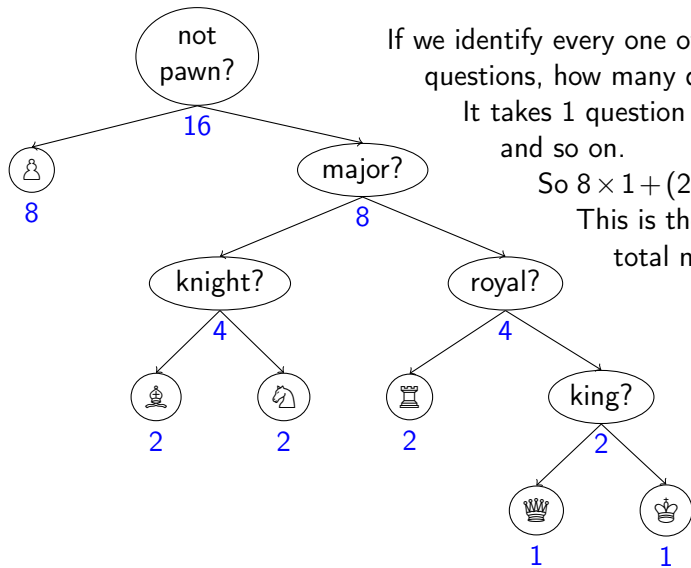 not
pawn?
If we identify every one
questions, how many
16
It takes 1 question
and so on.
♙
major?
8
8
So 8 × 1 + (2
This is
total
knight?
royal?
4
4
♗
♘
♖
king?
2
2
2
2
♛
♔
1
1